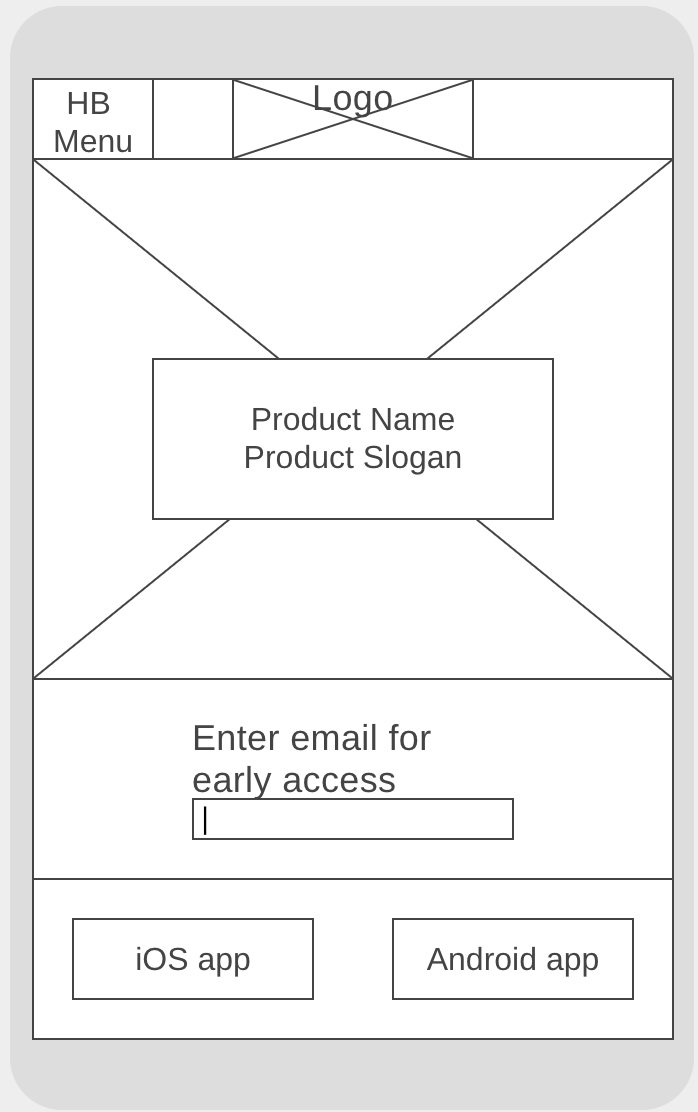 HB
Menu
Logo
Product Name
Product Slogan
Enter email for
early access
iOS app
Android app